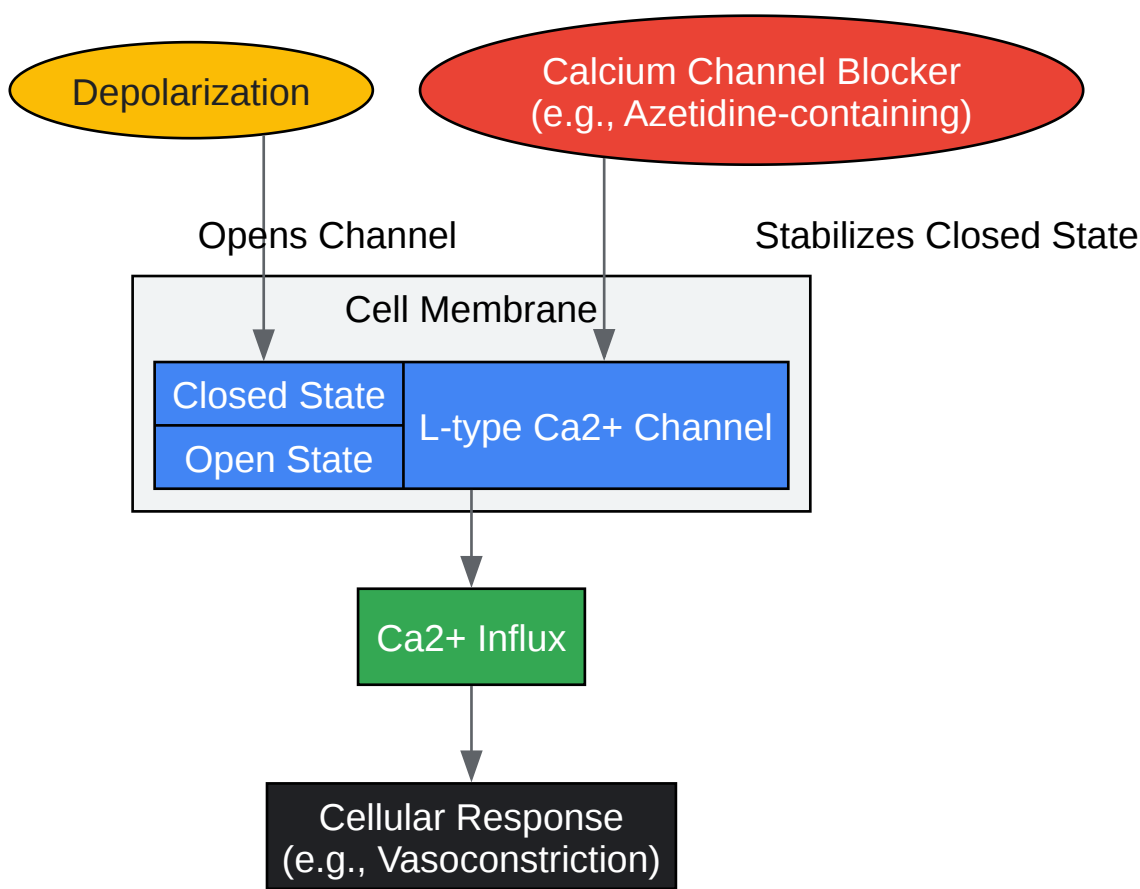 Depolarization
Calcium Channel Blocker
(e.g., Azetidine-containing)
Opens Channel
Stabilizes Closed State
Cell Membrane
Closed State
Open State
L-type Ca2+ Channel
Ca2+ Influx
Cellular Response
(e.g., Vasoconstriction)